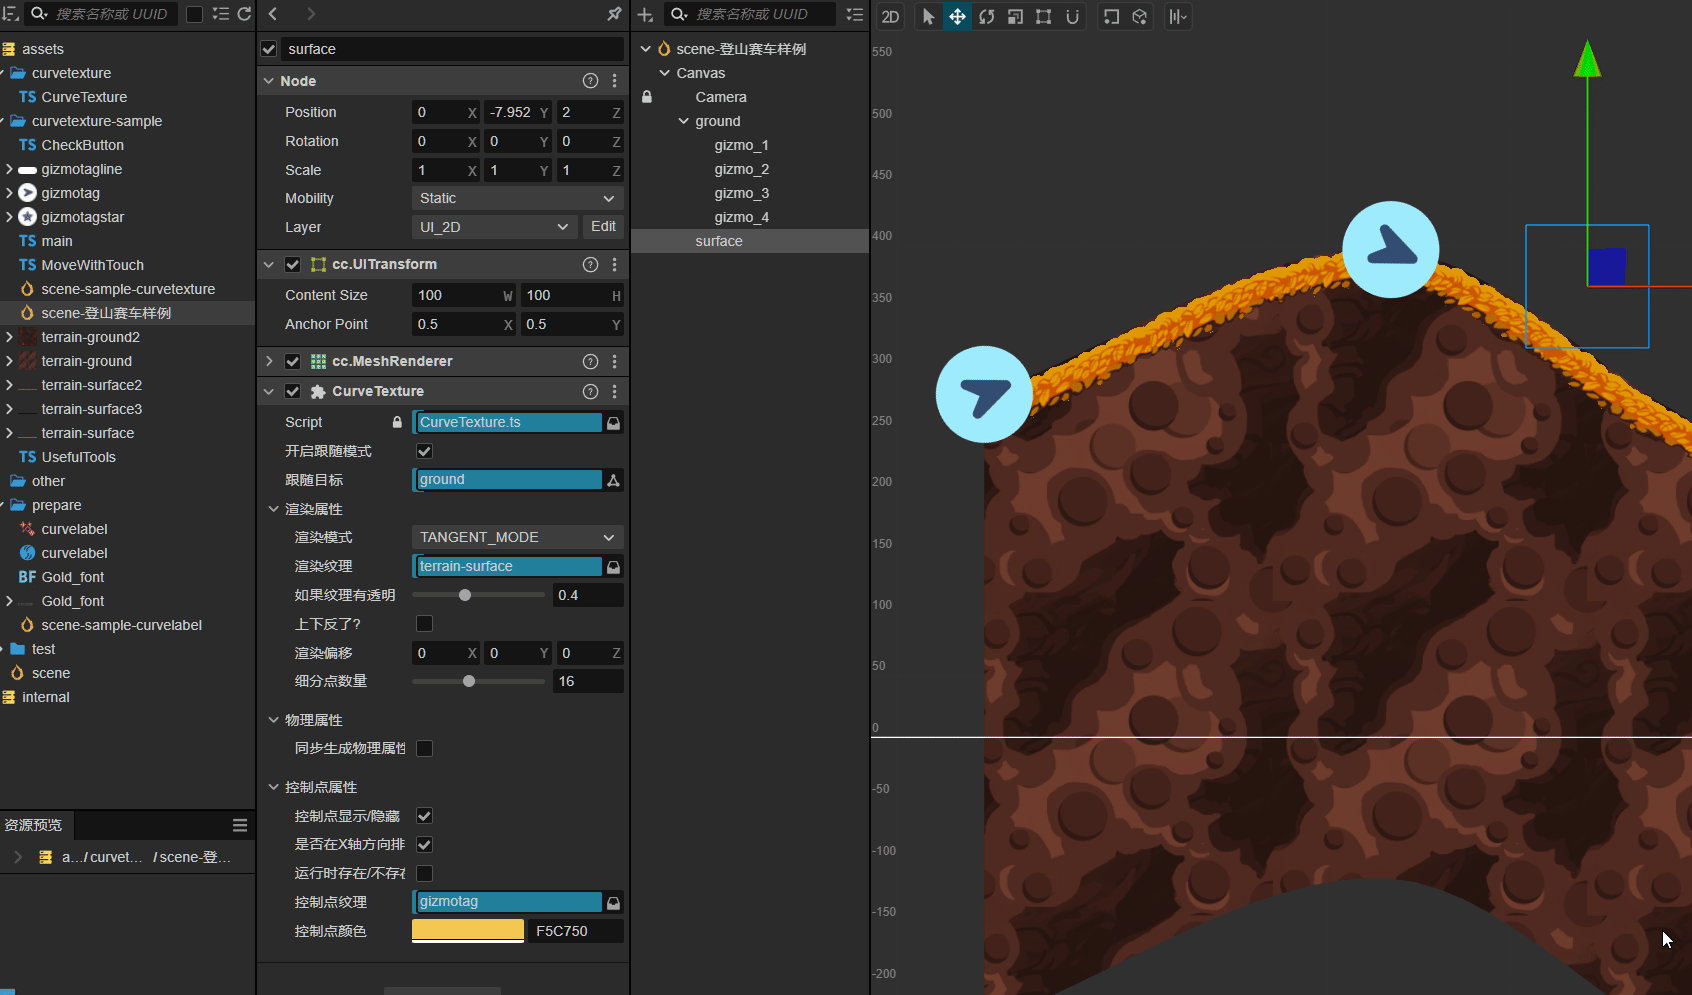 搜索名称或 UUID
assets
curvetexture
TS CurveTexture
curvetexture-sample
TS CheckButton
gizmotagline
gizmotag
gizmotagstar
TS main
TS MoveWithTouch
scene-sample-curvetexture
scene-登山赛车样例
terrain-ground2
terrain-ground
terrain-surface2
terrain-surface3
terrain-surface
TS UsefulTools
other
prepare
curvelabel
curvelabel
BF Gold_font
Gold_font
scene-sample-curvelabel
test
scene
internal
资源预览
a.../curvet... /scene-登...
surface
Node
Position 0 X -7.952 Y 2 Z
Rotation 0 X 0 Y 0 Z
Scale 1 X 1 Y 1 Z
Mobility Static
Layer UI_2D Edit
cc.UITransform
Content Size 100 W 100 H
Anchor Point 0.5 X 0.5 Y
cc.MeshRenderer
CurveTexture
Script CurveTexture.ts
开启跟随模式
跟随目标 ground
渲染属性
渲染模式 TANGENT_MODE
渲染纹理 terrain-surface
如果纹理有透明 0.4
上下反了?
渲染偏移 0 X 0 Y 0 Z
细分点数量 16
物理属性
同步生成物理属性
控制点属性
控制点显示/隐藏
是否在X轴方向排
运行时存在/不存在
控制点纹理 gizmotag
控制点颜色 F5C750
搜索名称或 UUID
scene-登山赛车样例
Canvas
Camera
ground
gizmo_1
gizmo_2
gizmo_3
gizmo_4
surface
2D
550
500
450
400
350
300
250
200
150
100
50
0
-50
-100
-150
-200